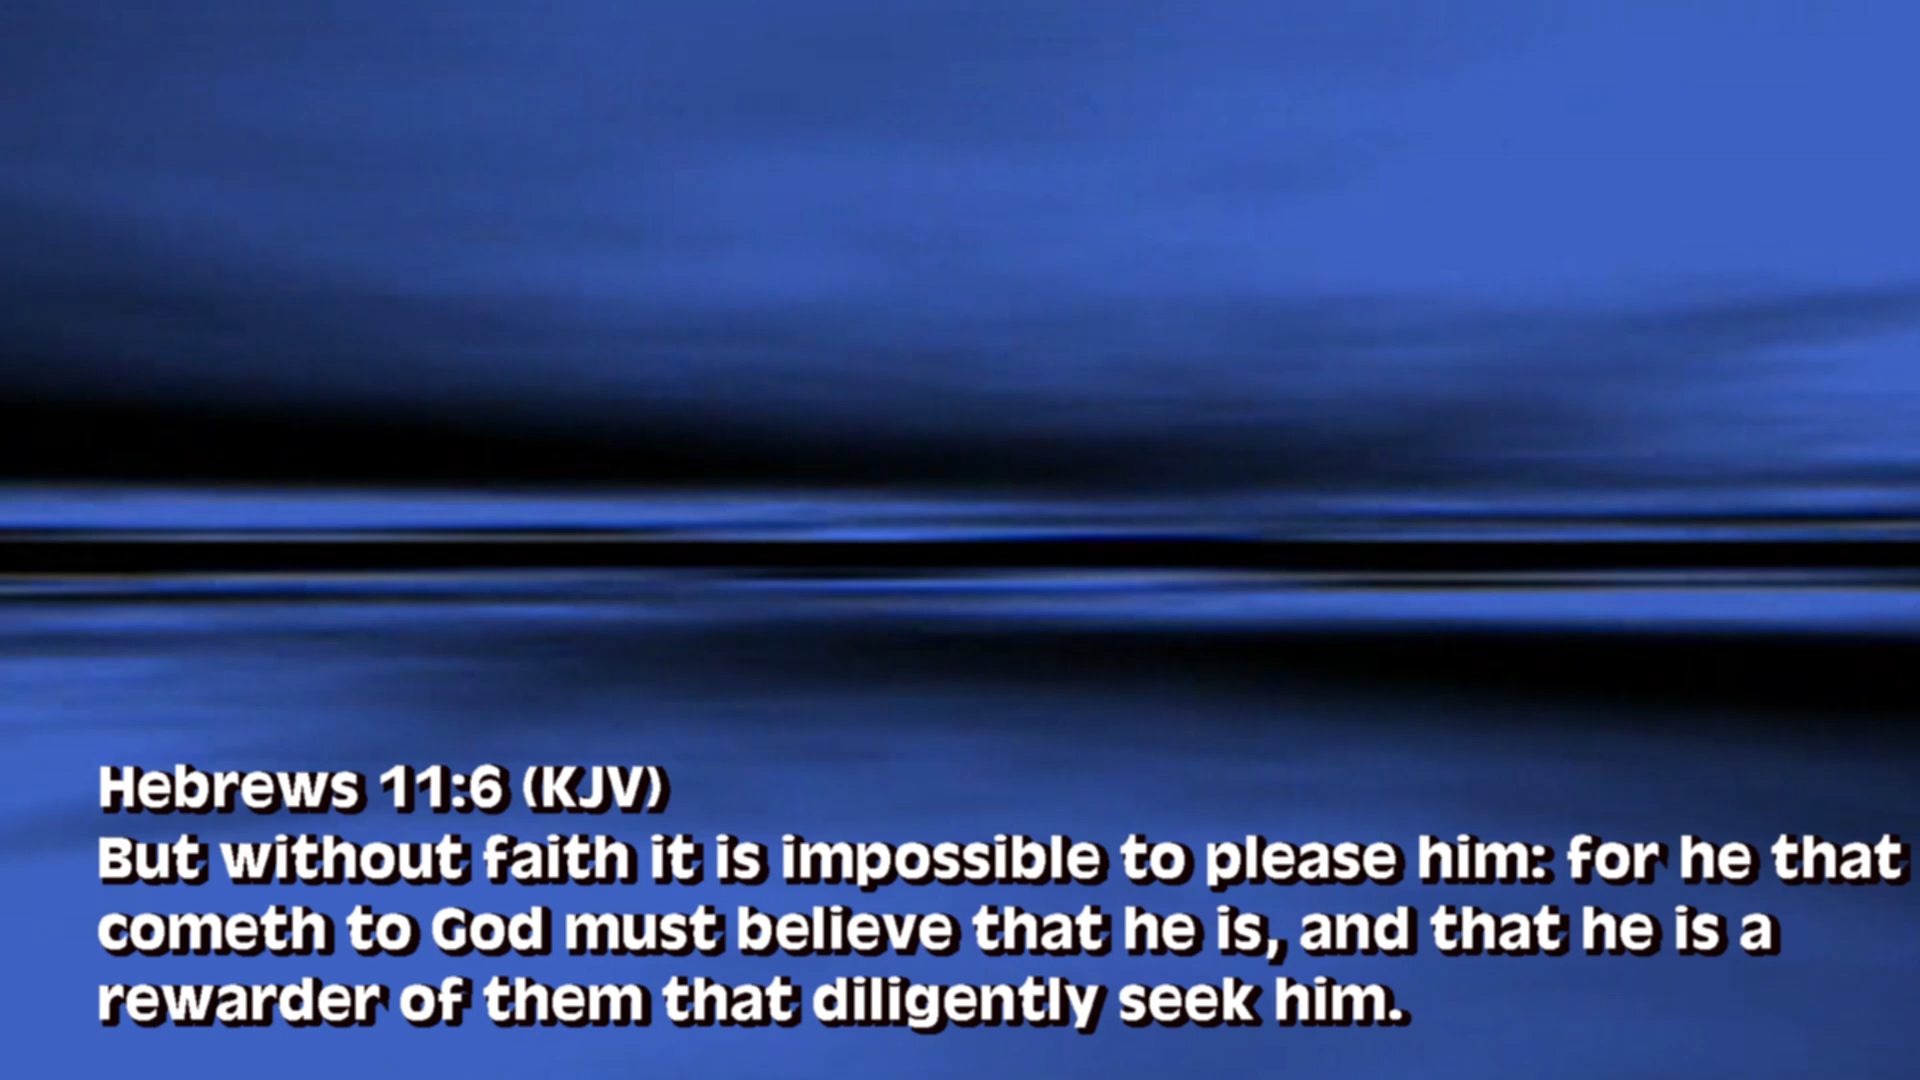 Hebrews 11:6 (KJV)
But without faith it is impossible to please him: for he that
cometh to God must believe that he is, and that he is a
rewarder of them that diligently seek him.